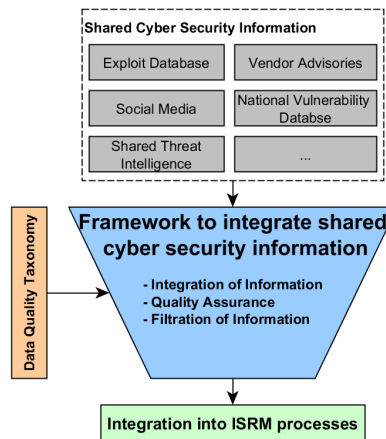 Shared Cyber Security Information
Exploit Database
Vendor Advisories
Social Media
National Vulnerability
Databse
Shared Threat
Intelligence
...
Data Quality Taxonomy
Framework to integrate shared
cyber security information
- Integration of Information
- Quality Assurance
- Filtration of Information
Integration into ISRM processes